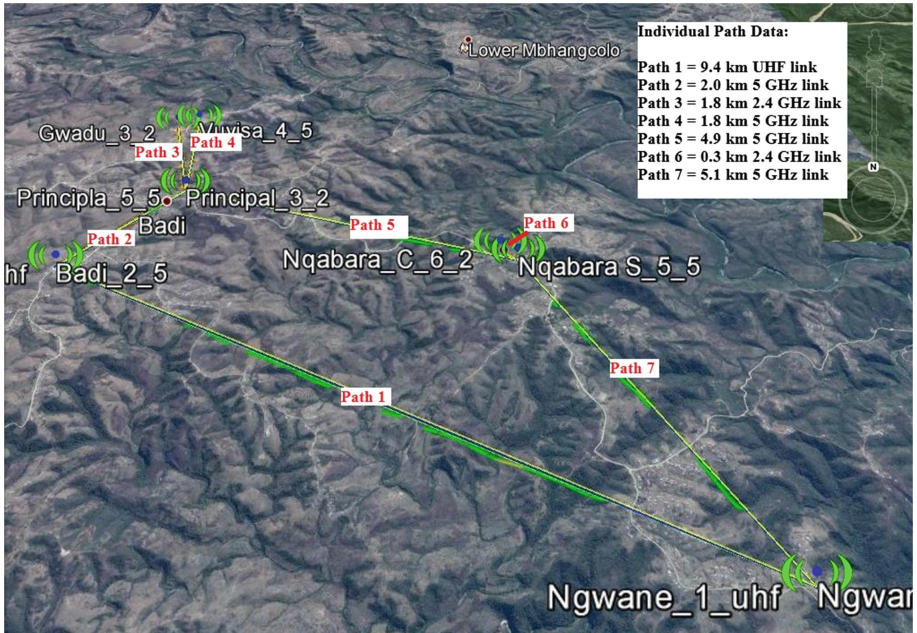 Individual Path Data:
Path 1 = 9.4 km UHF link
Path 2 = 2.0 km 5 GHz link
Path 3 = 1.8 km 2.4 GHz link
Path 4 = 1.8 km 5 GHz link
Path 5 = 4.9 km 5 GHz link
Path 6 = 0.3 km 2.4 GHz link
Path 7 = 5.1 km 5 GHz link
Lower Mbhangcolo
N
Gwadu_3_2
Vuyisa_4_5
Path 3
Path 4
Principla_5_5
Principal_3_2
Badi
Path 2
Path 5
Path 6
hf
Badi_2_5
Nqabara_C_6_2
Nqabara S_5_5
Path 7
Path 1
Ngwane_1_uhf
Ngwar